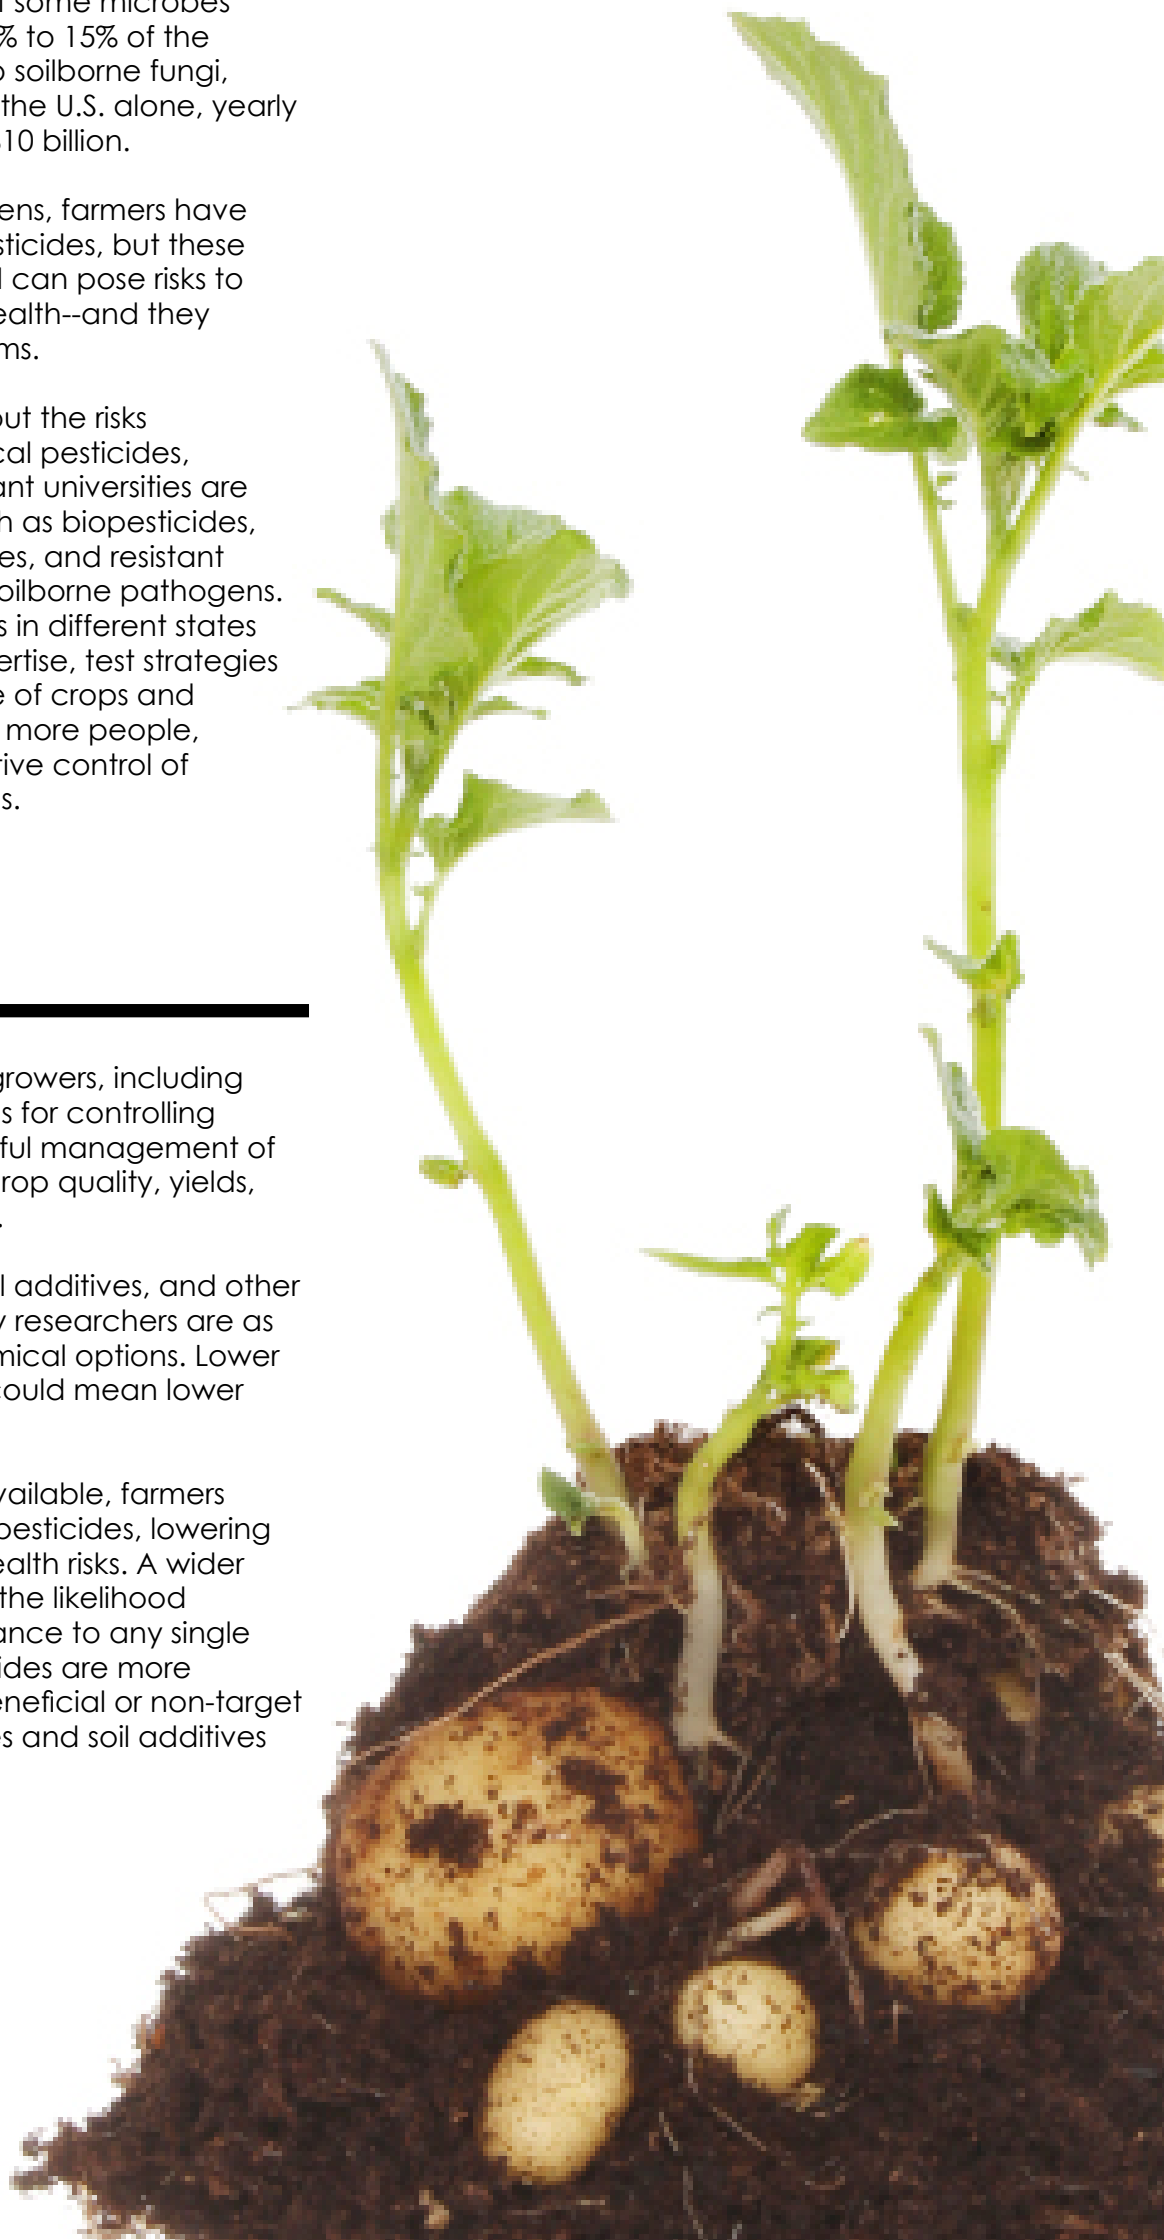 some microbes
% to 15% of the
soilborne fungi,
the U.S. alone, yearly
10 billion.
ens, farmers have
sticides, but these
can pose risks to
ealth--and they
ms.
out the risks
cal pesticides,
ant universities are
h as biopesticides,
es, and resistant
oilborne pathogens.
s in different states
ertise, test strategies
e of crops and
more people,
tive control of
s.
growers, including
s for controlling
ful management of
rop quality, yields,
.
l additives, and other
y researchers are as
mical options. Lower
could mean lower
vailable, farmers
pesticides, lowering
ealth risks. A wider
the likelihood
ance to any single
ides are more
eneficial or non-target
es and soil additives